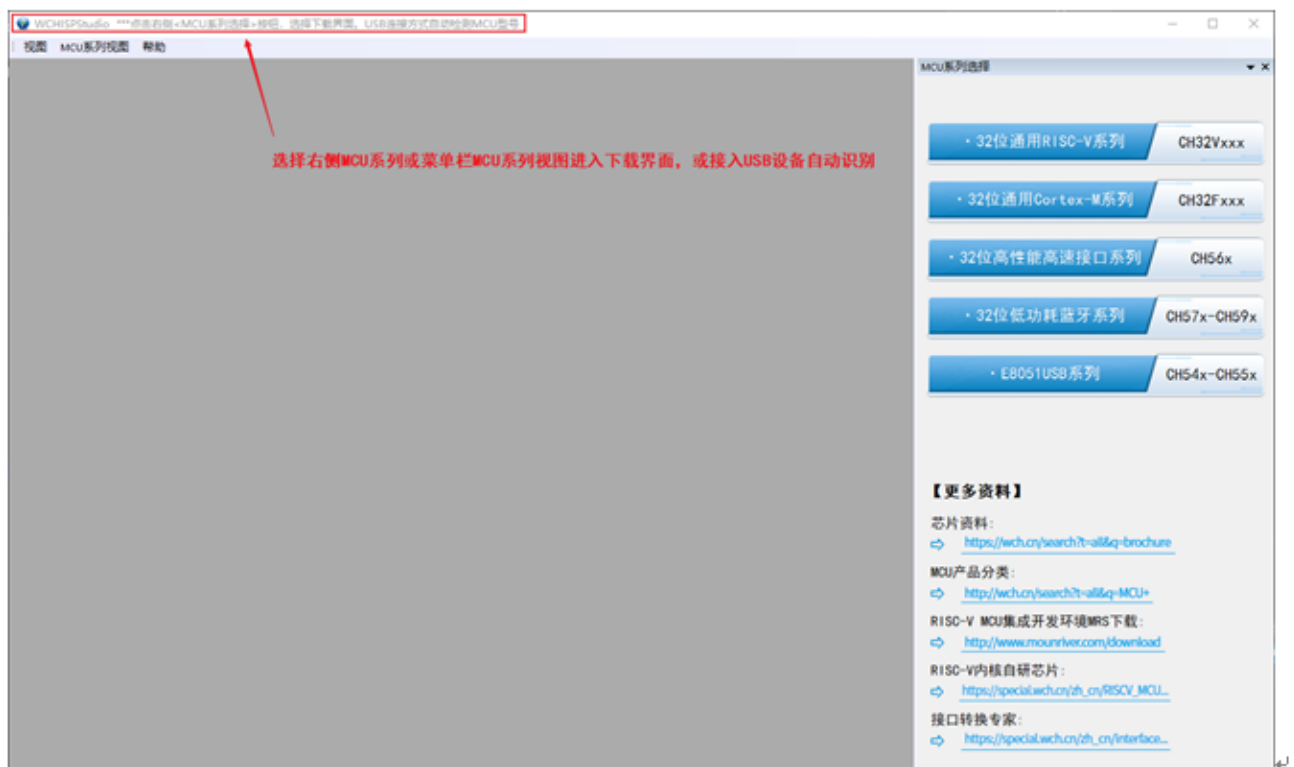 WCHISPStudio ***点击右侧<MCU系列选择>按钮，选择下载界面，USB连接方式自动检测MCU型号
视图 MCU系列视图 帮助
MCU系列选择
选择右侧MCU系列或菜单栏MCU系列视图进入下载界面，或接入USB设备自动识别
·32位通用RISC-V系列 CH32Vxxx
·32位通用Cortex-M系列 CH32Fxxx
·32位高性能高速接口系列 CH56x
·32位低功耗蓝牙系列 CH57x-CH59x
·E8051USB系列 CH54x-CH55x
【更多资料】
芯片资料:
https://wch.cn/search?t=all&q=brochure
MCU产品分类:
http://wch.cn/search?t=all&q=MCU+
RISC-V MCU集成开发环境MRS下载:
http://www.mounriver.com/download
RISC-V内核自研芯片:
https://special.wch.cn/zh_cn/RISCV_MCU...
接口转换专家:
https://special.wch.cn/zh_cn/interface...